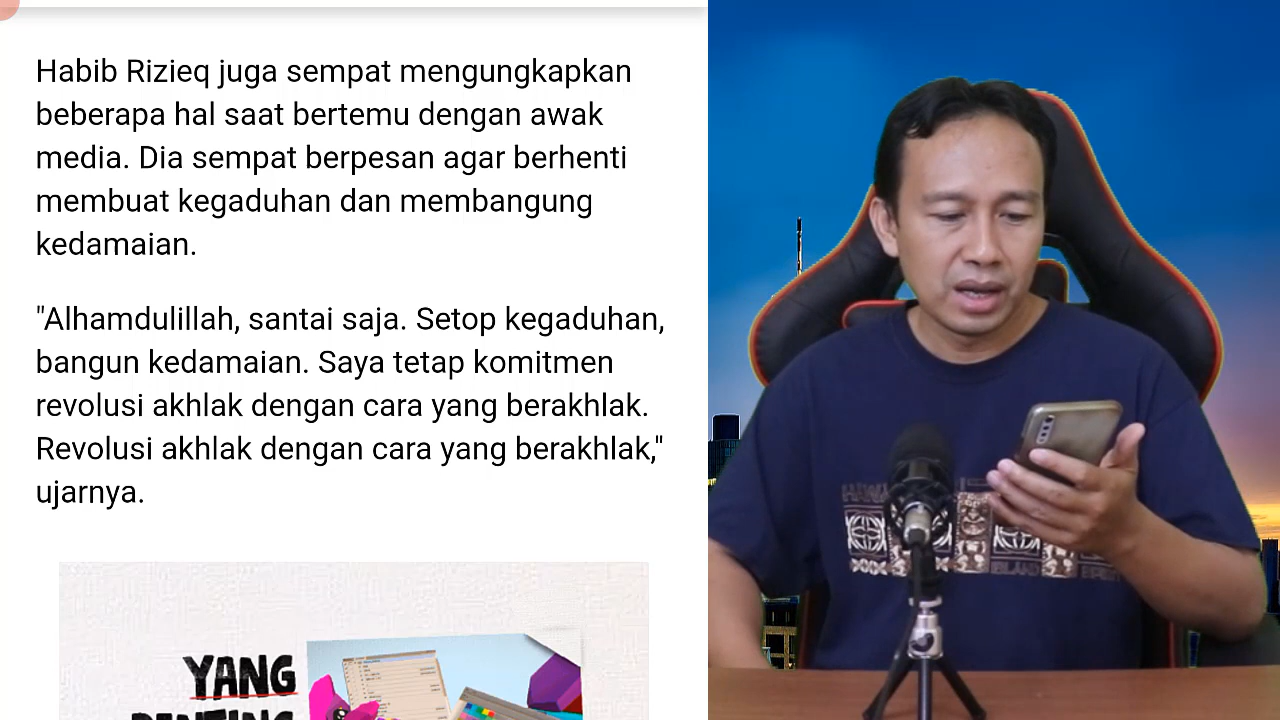 Habib Rizieq juga sempat mengungkapkan
beberapa hal saat bertemu dengan awak
media. Dia sempat berpesan agar berhenti
membuat kegaduhan dan membangung
kedamaian.
"Alhamdulillah, santai saja. Setop kegaduhan,
bangun kedamaian. Saya tetap komitmen
revolusi akhlak dengan cara yang berakhlak.
Revolusi akhlak dengan cara yang berakhlak,"
ujarnya.
YANG
PENTING